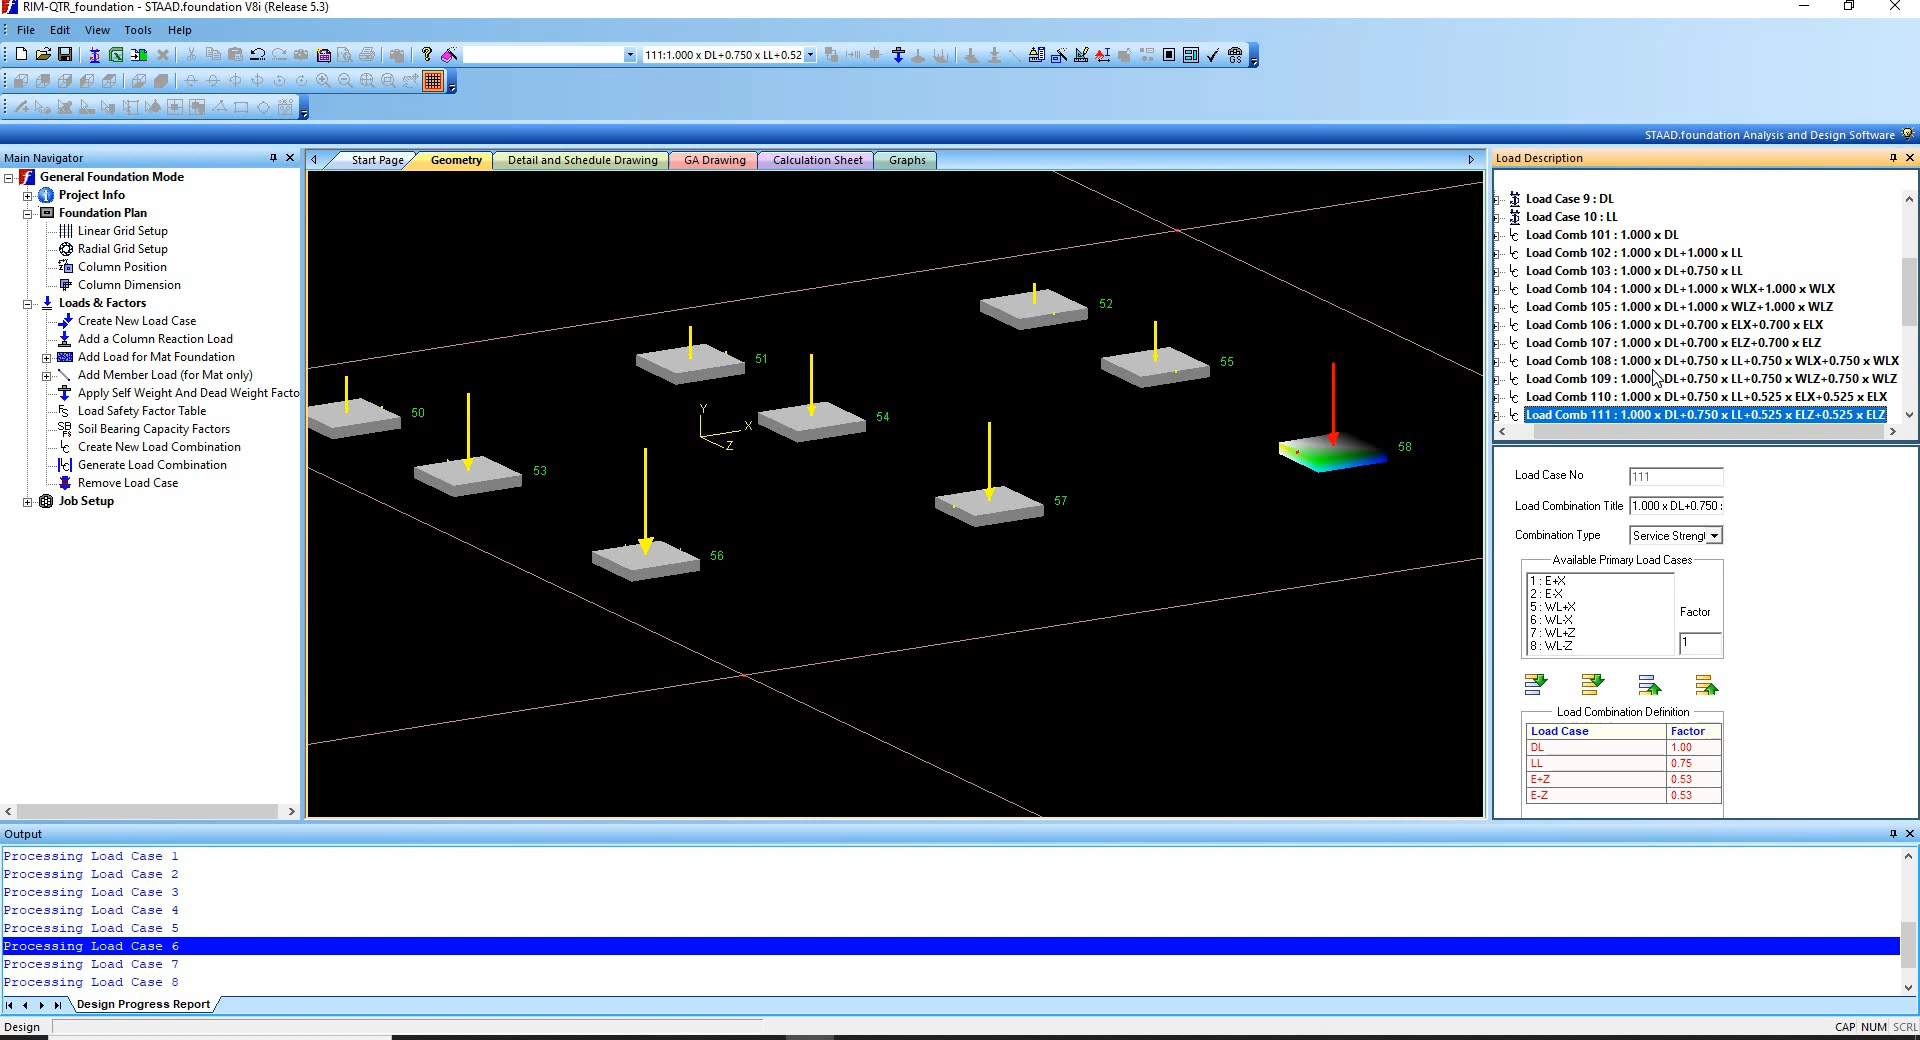 RIM-QTR_foundation - STAAD.foundation V8i (Release 5.3)
File Edit View Tools Help
111:1.000 x DL+0.750 x LL+0.52
STAAD.foundation Analysis and Design Software
Main Navigator
General Foundation Mode
Project Info
Foundation Plan
Linear Grid Setup
Radial Grid Setup
Column Position
Column Dimension
Loads & Factors
Create New Load Case
Add a Column Reaction Load
Add Load for Mat Foundation
Add Member Load (for Mat only)
Apply Self Weight And Dead Weight Facto
Load Safety Factor Table
Soil Bearing Capacity Factors
Create New Load Combination
Generate Load Combination
Remove Load Case
Job Setup
Start Page Geometry Detail and Schedule Drawing GA Drawing Calculation Sheet Graphs
52
51
55
50
54
Y
X
Z
58
53
57
56
Load Description
Load Case 9 : DL
Load Case 10 : LL
Load Comb 101 : 1.000 x DL
Load Comb 102 : 1.000 x DL+1.000 x LL
Load Comb 103 : 1.000 x DL+0.750 x LL
Load Comb 104 : 1.000 x DL+1.000 x WLX+1.000 x WLX
Load Comb 105 : 1.000 x DL+1.000 x WLZ+1.000 x WLZ
Load Comb 106 : 1.000 x DL+0.700 x ELX+0.700 x ELX
Load Comb 107 : 1.000 x DL+0.700 x ELZ+0.700 x ELZ
Load Comb 108 : 1.000 x DL+0.750 x LL+0.750 x WLX+0.750 x WLX
Load Comb 109 : 1.000 x DL+0.750 x LL+0.750 x WLZ+0.750 x WLZ
Load Comb 110 : 1.000 x DL+0.750 x LL+0.525 x ELX+0.525 x ELX
Load Comb 111 : 1.000 x DL+0.750 x LL+0.525 x ELZ+0.525 x ELZ
Load Case No 111
Load Combination Title 1.000 x DL+0.750 :
Combination Type Service Strengt
Available Primary Load Cases
1 : E+X
2 : E-X
5 : WL+X
6 : WL-X
7 : WL+Z
8 : WL-Z
Factor
1
Load Combination Definition
Load Case Factor
DL 1.00
LL 0.75
E+Z 0.53
E-Z 0.53
Output
Processing Load Case 1
Processing Load Case 2
Processing Load Case 3
Processing Load Case 4
Processing Load Case 5
Processing Load Case 6
Processing Load Case 7
Processing Load Case 8
Design Progress Report
Design
CAP NUM SCRL